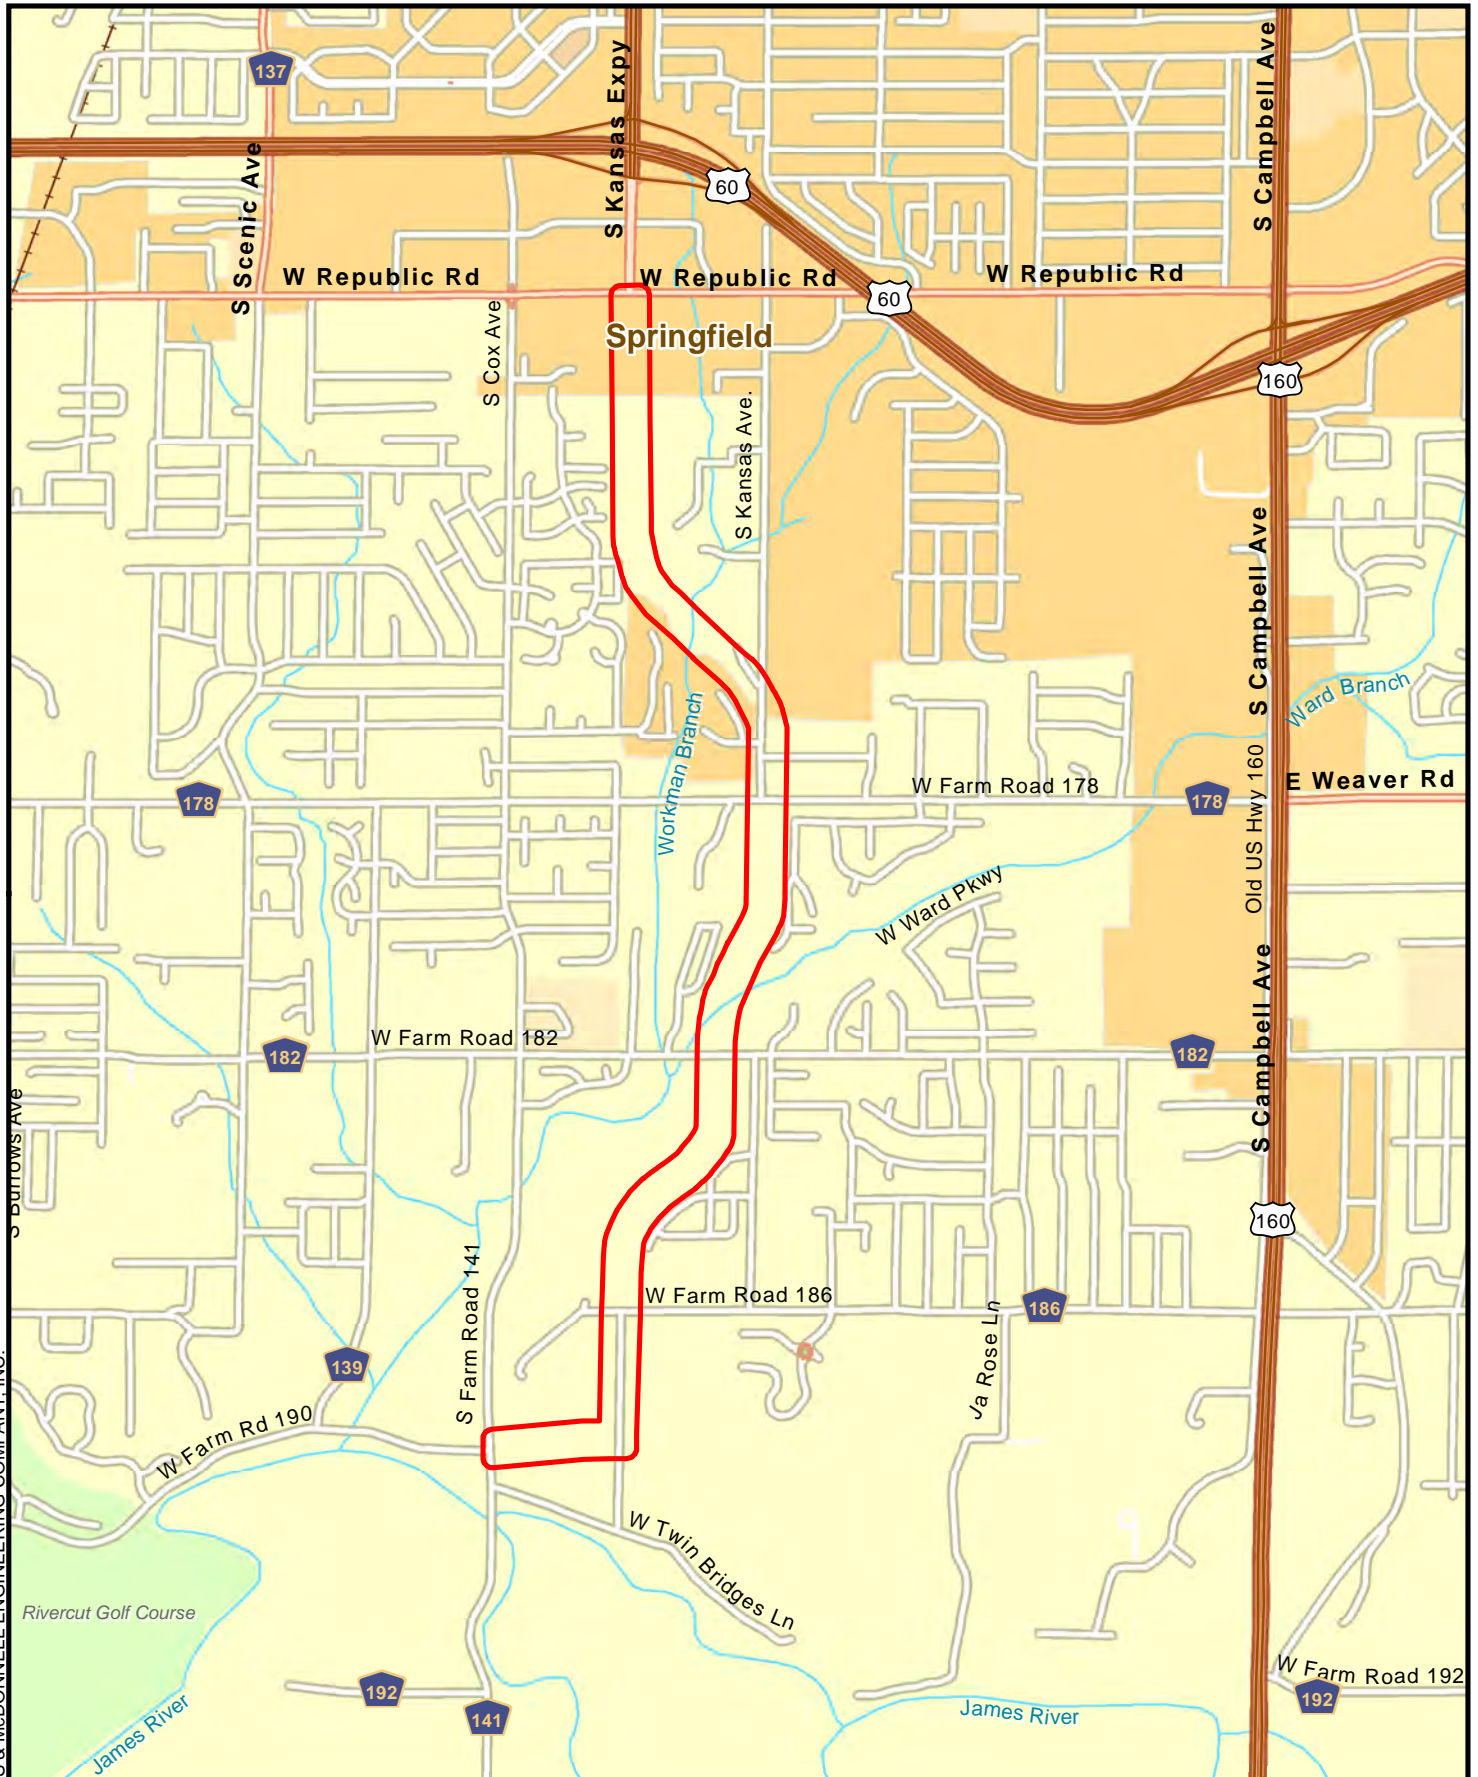 137
S Kansas Expy
S Campbell Ave
S Scenic Ave
60
W Republic Rd
W Republic Rd
W Republic Rd
60
Springfield
S Cox Ave
160
S Kansas Ave.
S Campbell Ave
Ward Branch
Workman Branch
178
W Farm Road 178
178
Old US Hwy 160
E Weaver Rd
W Ward Pkwy
182
W Farm Road 182
182
S Campbell Ave
S Burrows Ave
160
S Farm Road 141
W Farm Road 186
186
Ja Rose Ln
139
W Farm Rd 190
W Twin Bridges Ln
Rivercut Golf Course
192
141
James River
James River
W Farm Road 192
192
& McDONNELL ENGINEERING COMPANY, INC.